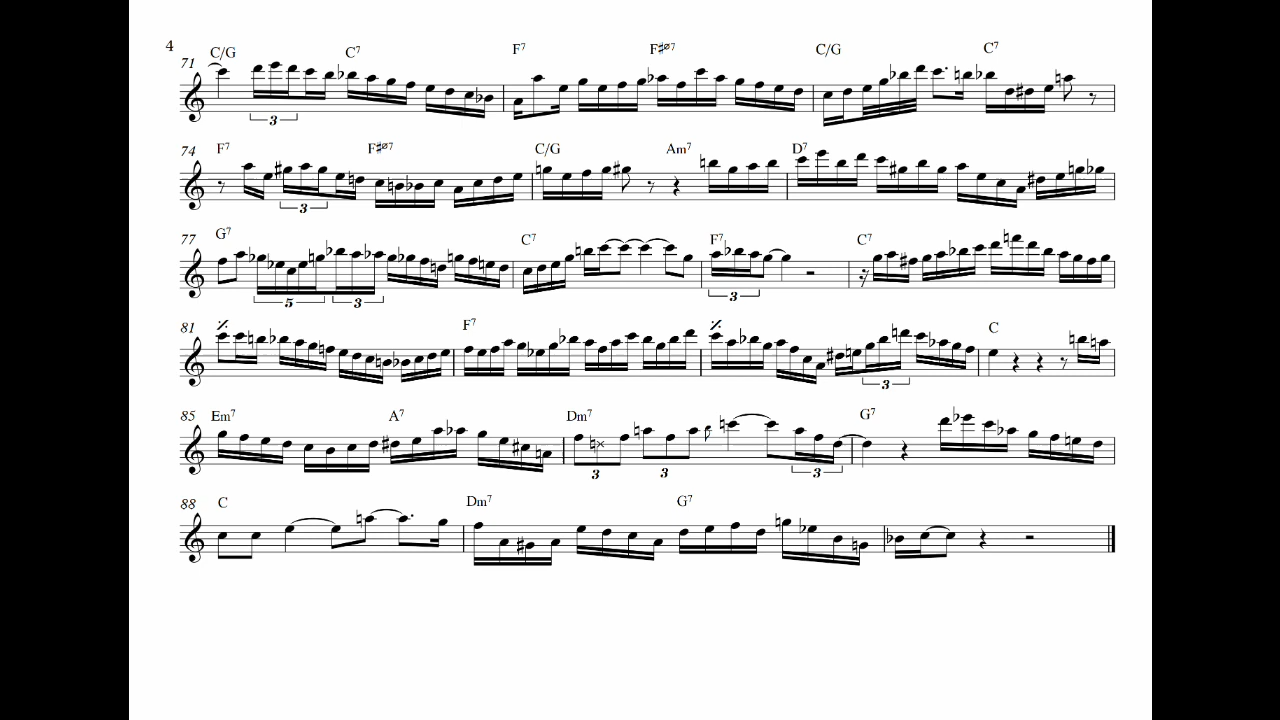 4
71 C/G C7 F7 F♯ø7 C/G C7
3
74 F7 F♯ø7 C/G Am7 D7
3
77 G7 C7 F7 C7
5 3 3
81 F7 C
3
85 Em7 A7 Dm7 G7
3 3 3
88 C Dm7 G7